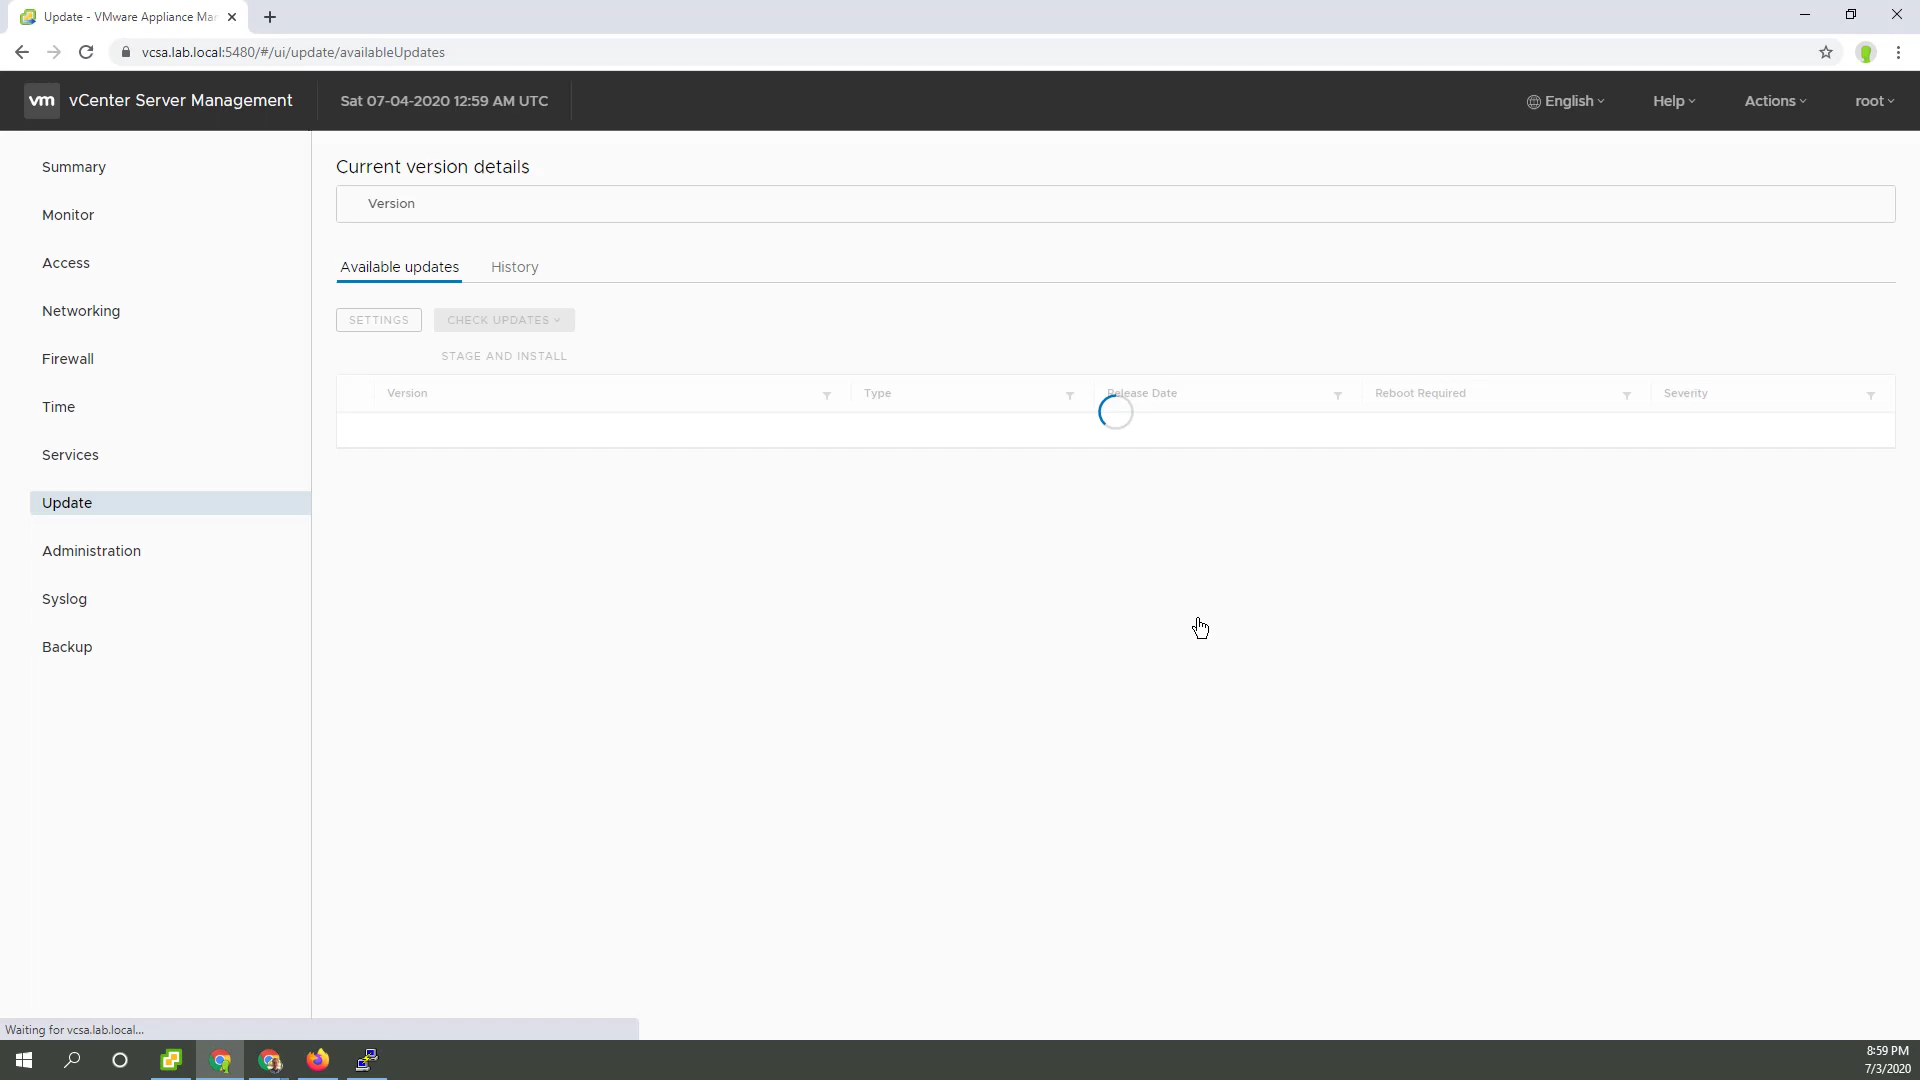 Update - VMware Appliance Mar
vcsa.lab.local:5480/#/ui/update/availableUpdates
vm vCenter Server Management
Sat 07-04-2020 12:59 AM UTC
English
Help
Actions
root
Summary
Monitor
Access
Networking
Firewall
Time
Services
Update
Administration
Syslog
Backup
Current version details
Version
Available updates
History
SETTINGS
CHECK UPDATES
STAGE AND INSTALL
Version
Type
Release Date
Reboot Required
Severity
Waiting for vcsa.lab.local...
8:59 PM
7/3/2020